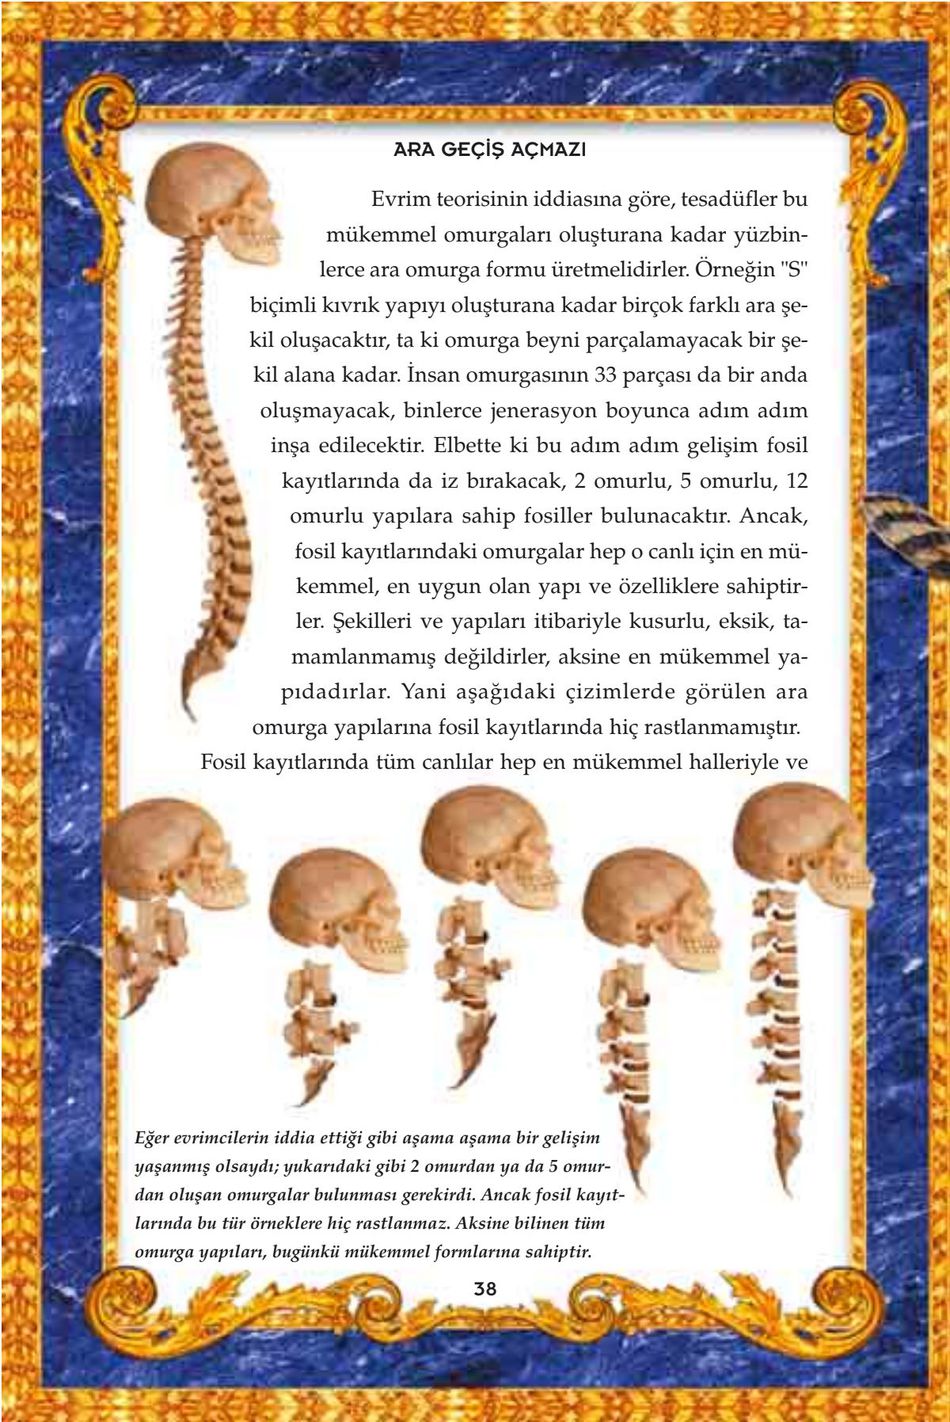 ARA GEÇİŞ AÇMAZI
Evrim teorisinin iddiasına göre, tesadüfler bu
mükemmel omurgaları oluşturana kadar yüzbin-
lerce ara omurga formu üretmelidirler. Örneğin "S"
biçimli kıvrık yapıyı oluşturana kadar birçok farklı ara şe-
kil oluşacaktır, ta ki omurga beyni parçalamayacak bir şe-
kil alana kadar. İnsan omurgasının 33 parçası da bir anda
oluşmayacak, binlerce jenerasyon boyunca adım adım
inşa edilecektir. Elbette ki bu adım adım gelişim fosil
kayıtlarında da iz bırakacak, 2 omurlu, 5 omurlu, 12
omurlu yapılara sahip fosiller bulunacaktır. Ancak,
fosil kayıtlarındaki omurgalar hep o canlı için en mü-
kemmel, en uygun olan yapı ve özelliklere sahiptir-
ler. Şekilleri ve yapıları itibariyle kusurlu, eksik, ta-
mamlanmamış değildirler, aksine en mükemmel ya-
pıdadırlar. Yani aşağıdaki çizimlerde görülen ara
omurga yapılarına fosil kayıtlarında hiç rastlanmamıştır.
Fosil kayıtlarında tüm canlılar hep en mükemmel halleriyle ve
Eğer evrimcilerin iddia ettiği gibi aşama aşama bir gelişim
yaşanmış olsaydı; yukarıdaki gibi 2 omurdan ya da 5 omur-
dan oluşan omurgalar bulunması gerekirdi. Ancak fosil kayıt-
larında bu tür örneklere hiç rastlanmaz. Aksine bilinen tüm
omurga yapıları, bugünkü mükemmel formlarına sahiptir.
38